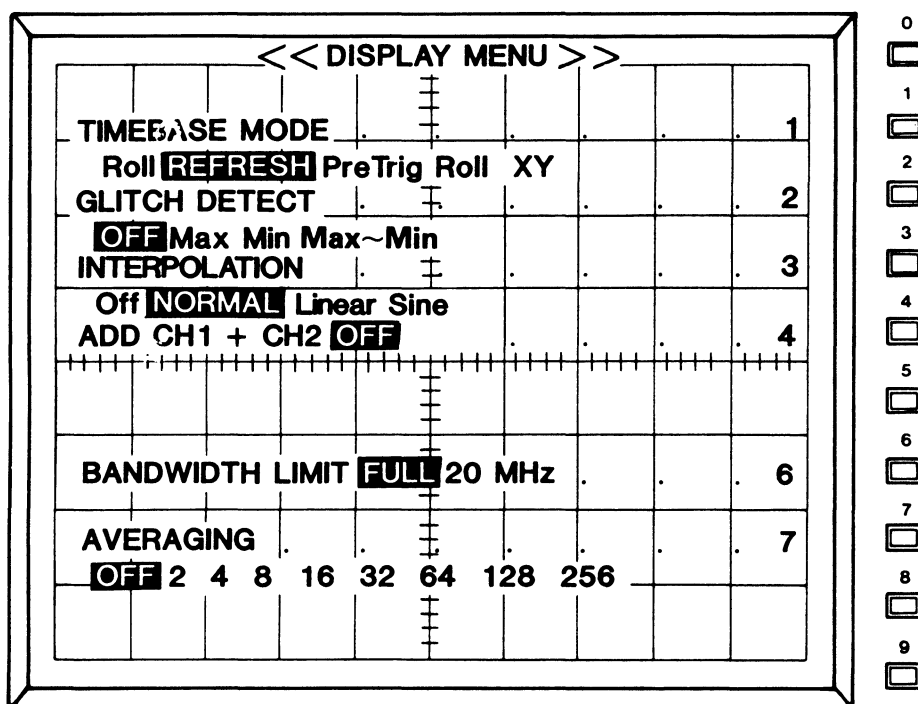 << DISPLAY MENU >>
TIMEBASE MODE 1
Roll REFRESH PreTrig Roll XY
GLITCH DETECT 2
OFF Max Min Max~Min
INTERPOLATION 3
Off NORMAL Linear Sine
ADD CH1 + CH2 OFF 4
BANDWIDTH LIMIT FULL 20 MHz 6
AVERAGING 7
OFF 2 4 8 16 32 64 128 256
0
1
2
3
4
5
6
7
8
9